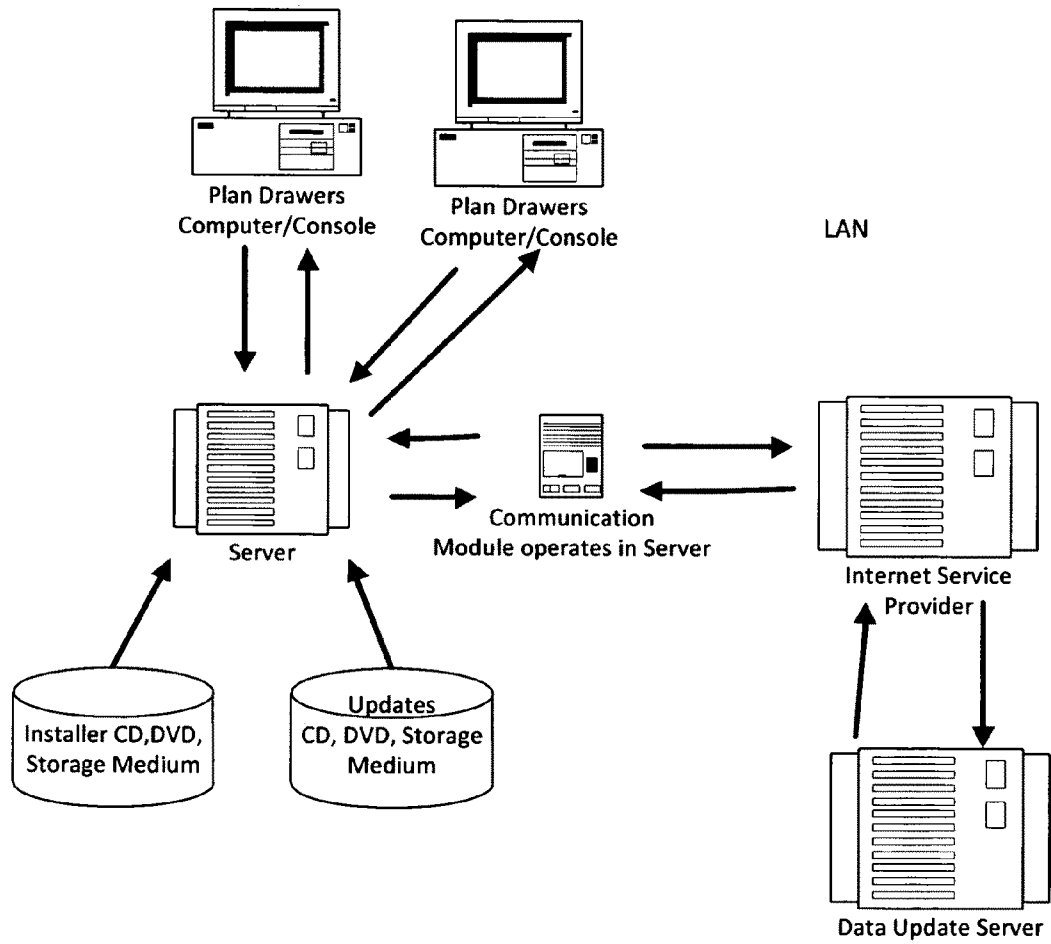 Plan Drawers
Computer/Console
Plan Drawers
Computer/Console
LAN
Server
Communication
Module operates in Server
Internet Service
Provider
Installer CD,DVD,
Storage Medium
Updates
CD, DVD, Storage
Medium
Data Update Server